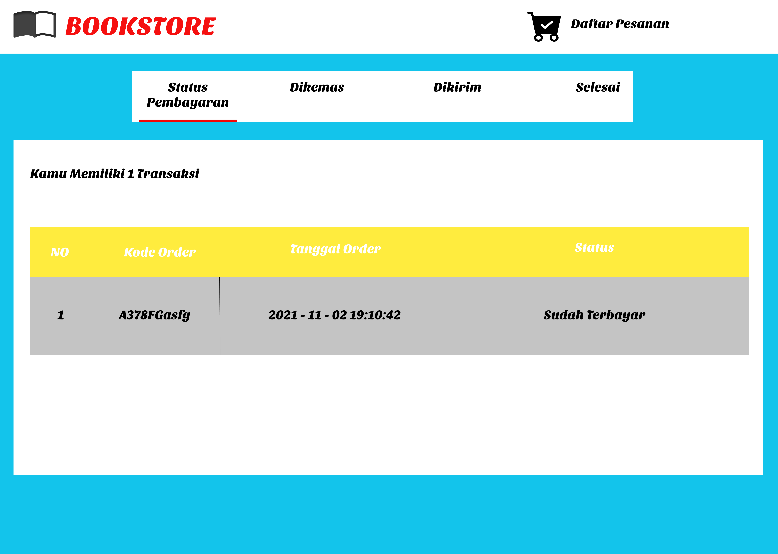 BOOKSTORE
Daftar Pesanan
Status
Pembayaran
Dikemas
Dikirim
Selesai
Kamu Memiliki 1 Transaksi
NO
Kode Order
Tanggal Order
Status
1
A378FGasfg
2021 - 11 - 02 19:10:42
Sudah Terbayar